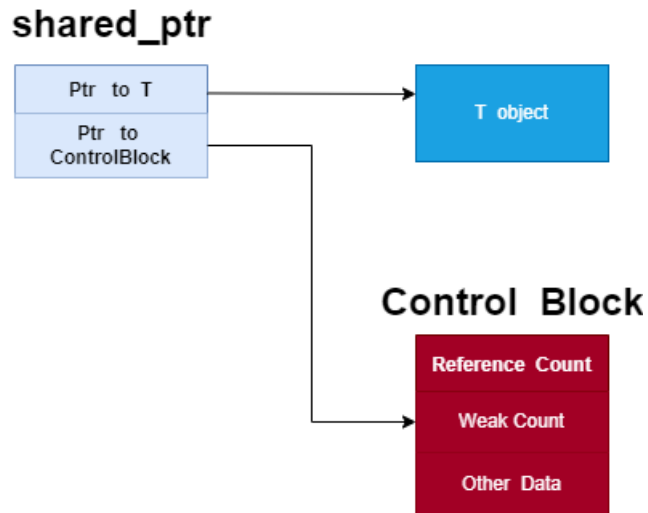 shared_ptr
Ptr to T
Ptr to
ControlBlock
T object
Control Block
Reference Count
Weak Count
Other Data